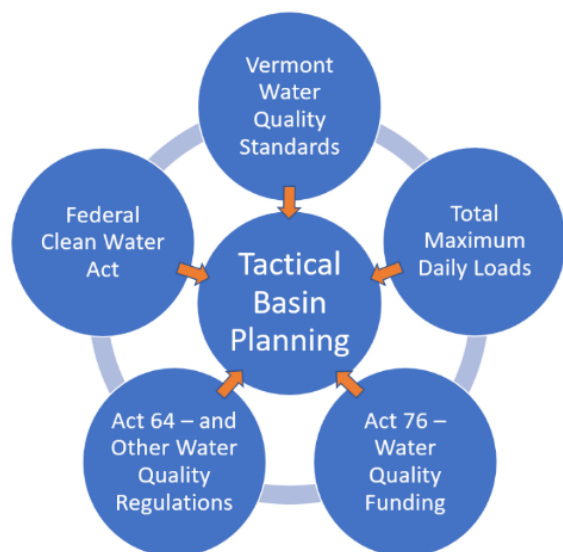 Vermont
Water
Quality
Standards
Federal
Clean Water
Act
Total
Maximum
Daily Loads
Tactical
Basin
Planning
Act 64 – and
Other Water
Quality
Regulations
Act 76 –
Water
Quality
Funding